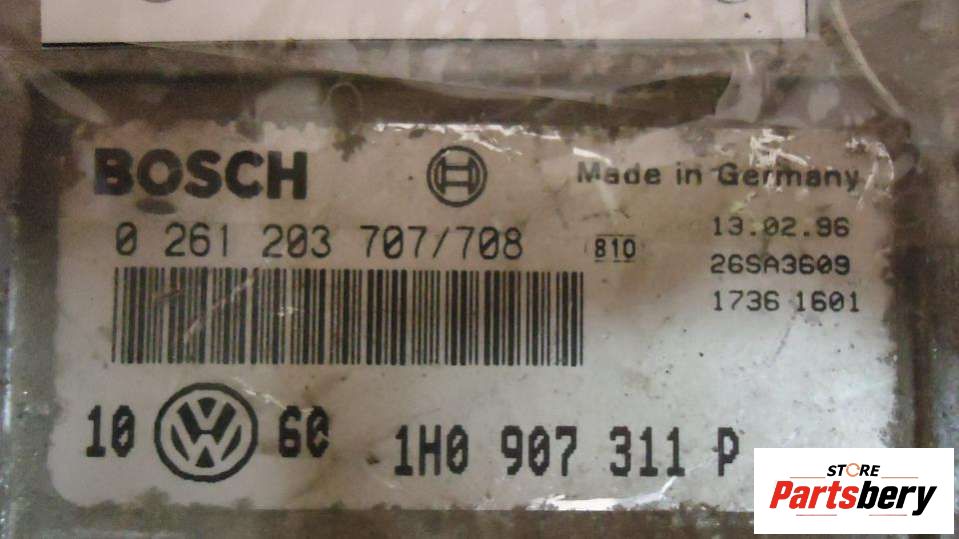 BOSCH
Made in Germany
0 261 203 707/708
810
13.02.96
26SA3609
1736 1601
10 VW 60
1H0 907 311 P
STORE
Partsbery